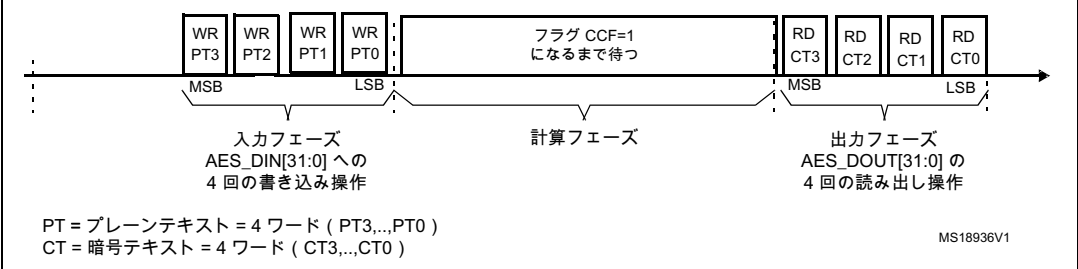 WR PT3
WR PT2
WR PT1
WR PT0
フラグ CCF=1
になるまで待つ
RD CT3
RD CT2
RD CT1
RD CT0
MSB
LSB
MSB
LSB
入力フェーズ
AES_DIN[31:0] への
4 回の書き込み操作
計算フェーズ
出力フェーズ
AES_DOUT[31:0] の
4 回の読み出し操作
PT = プレーンテキスト = 4 ワード ( PT3,..,PT0 )
CT = 暗号テキスト = 4 ワード ( CT3,..,CT0 )
MS18936V1